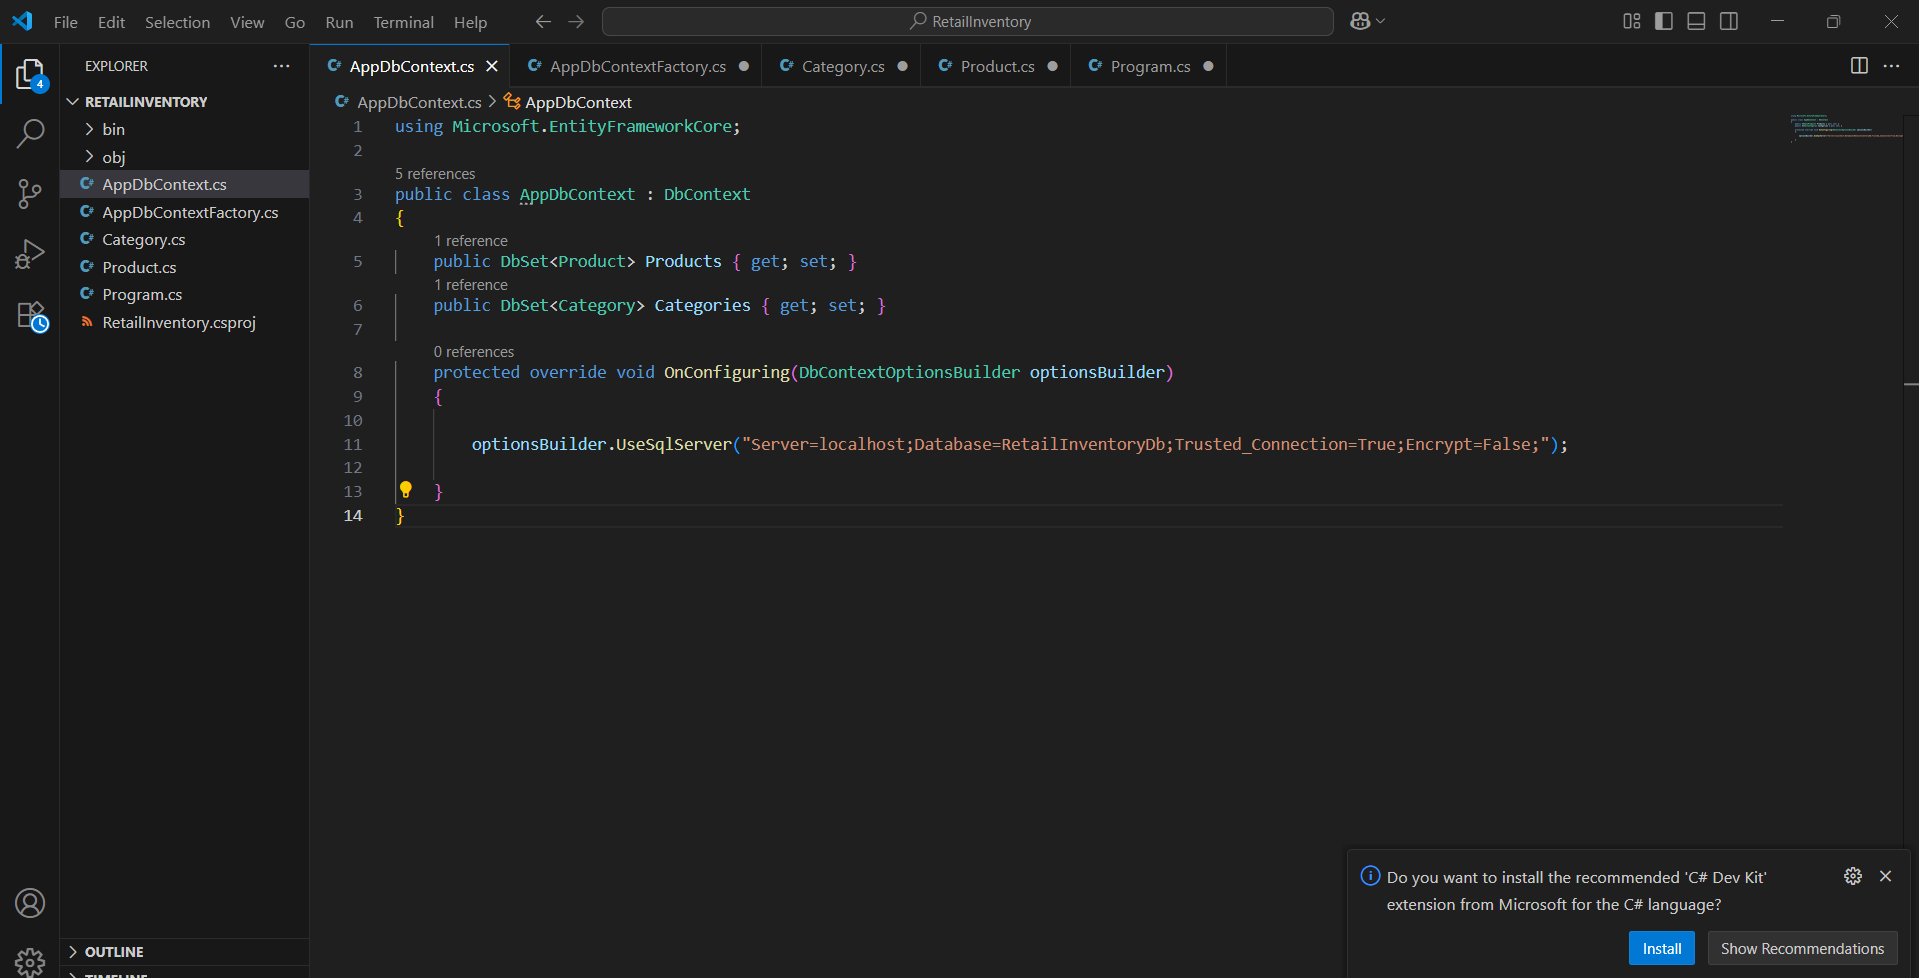 File Edit Selection View Go Run Terminal Help
RetailInventory
EXPLORER
AppDbContext.cs
AppDbContextFactory.cs
Category.cs
Product.cs
Program.cs
RETAILINVENTORY
bin
obj
AppDbContext.cs
AppDbContextFactory.cs
Category.cs
Product.cs
Program.cs
RetailInventory.csproj
4
OUTLINE
TIMELINE
AppDbContext.cs > AppDbContext
1 using Microsoft.EntityFrameworkCore;
2
5 references
3 public class AppDbContext : DbContext
4 {
1 reference
5 public DbSet<Product> Products { get; set; }
1 reference
6 public DbSet<Category> Categories { get; set; }
7
0 references
8 protected override void OnConfiguring(DbContextOptionsBuilder optionsBuilder)
9 {
10
11 optionsBuilder.UseSqlServer("Server=localhost;Database=RetailInventoryDb;Trusted_Connection=True;Encrypt=False;");
12
13 }
14 }
Do you want to install the recommended 'C# Dev Kit'
extension from Microsoft for the C# language?
Install
Show Recommendations